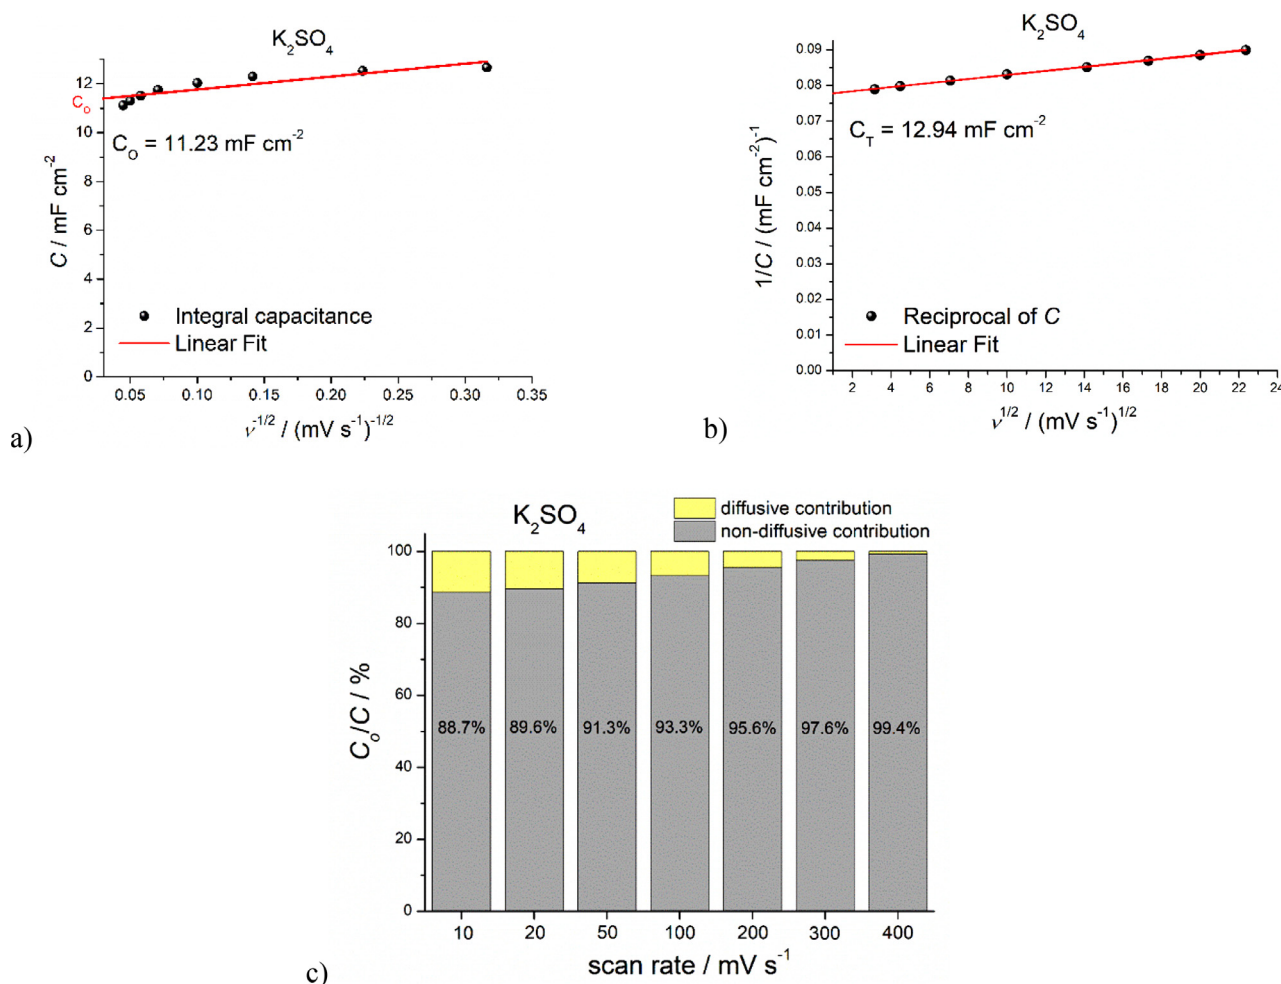 K₂SO₄
12
Cₒ
10
8
6
4
2
0
C / mF cm⁻²
Cₒ = 11.23 mF cm⁻²
Integral capacitance
Linear Fit
0.05 0.10 0.15 0.20 0.25 0.30 0.35
ν⁻¹/² / (mV s⁻¹)⁻¹/²
a)
K₂SO₄
0.09
0.08
0.07
0.06
0.05
0.04
0.03
0.02
0.01
0.00
1/C / (mF cm⁻²)⁻¹
C_T = 12.94 mF cm⁻²
Reciprocal of C
Linear Fit
2 4 6 8 10 12 14 16 18 20 22 24
ν¹/² / (mV s⁻¹)¹/²
b)
K₂SO₄
diffusive contribution
non-diffusive contribution
100
80
60
40
20
0
Cₒ/C / %
88.7% 89.6% 91.3% 93.3% 95.6% 97.6% 99.4%
10 20 50 100 200 300 400
scan rate / mV s⁻¹
c)